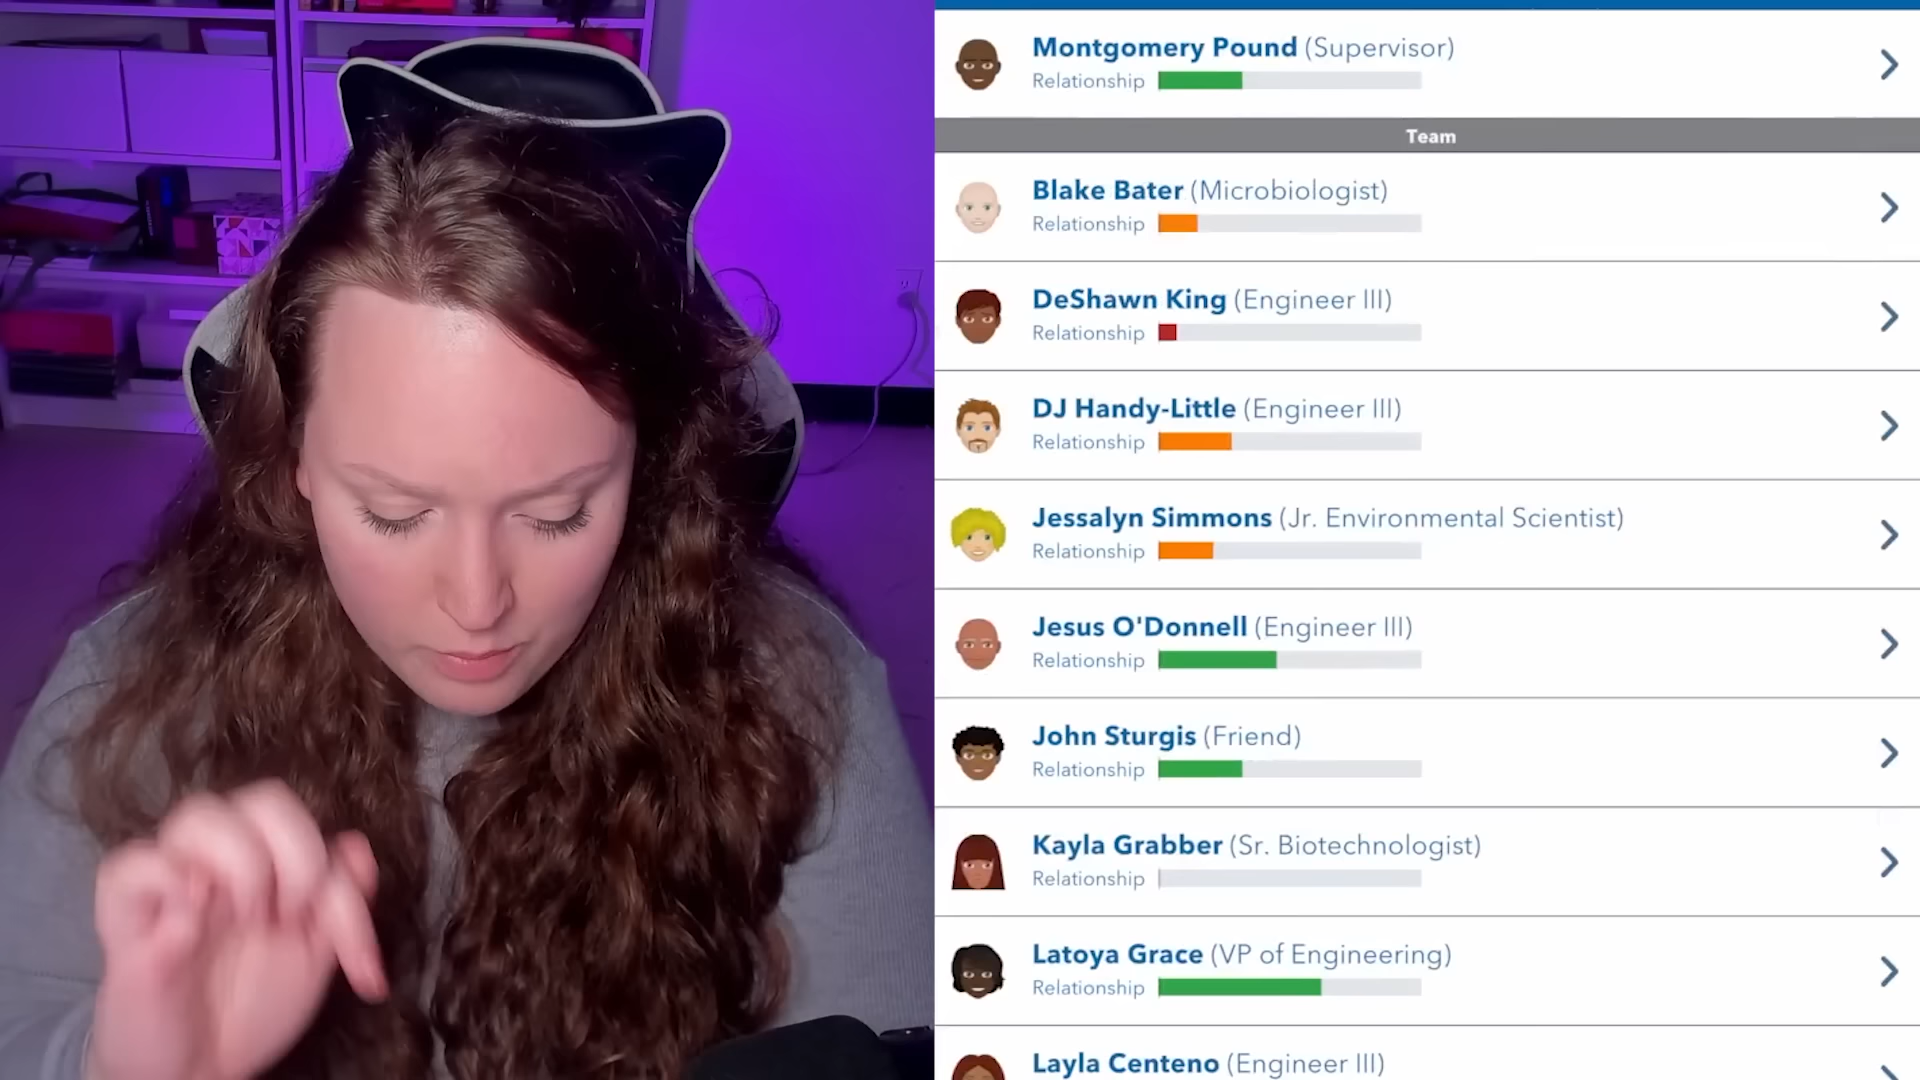 Montgomery Pound (Supervisor)
Relationship
Team
Blake Bater (Microbiologist)
Relationship
DeShawn King (Engineer III)
Relationship
DJ Handy-Little (Engineer III)
Relationship
Jessalyn Simmons (Jr. Environmental Scientist)
Relationship
Jesus O'Donnell (Engineer III)
Relationship
John Sturgis (Friend)
Relationship
Kayla Grabber (Sr. Biotechnologist)
Relationship
Latoya Grace (VP of Engineering)
Relationship
Layla Centeno (Engineer III)